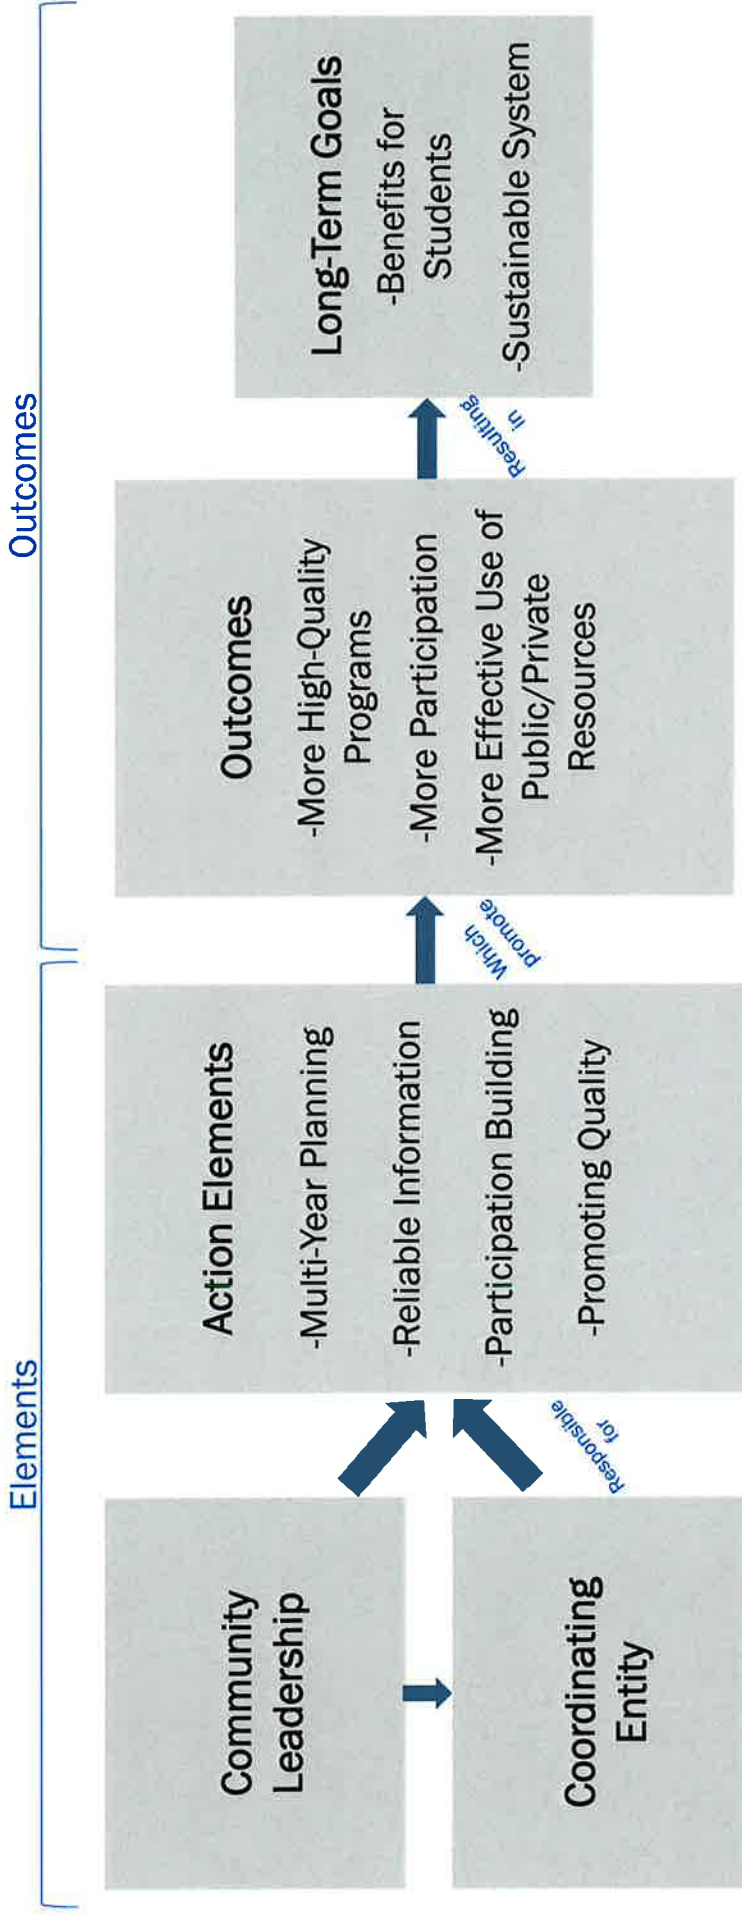 Elements
Outcomes
Community
Leadership
Coordinating
Entity
Responsible
for
Action Elements
-Multi-Year Planning
-Reliable Information
-Participation Building
-Promoting Quality
Which
promote
Outcomes
-More High-Quality
Programs
-More Participation
-More Effective Use of
Public/Private
Resources
Resulting
in
Long-Term Goals
-Benefits for
Students
-Sustainable System